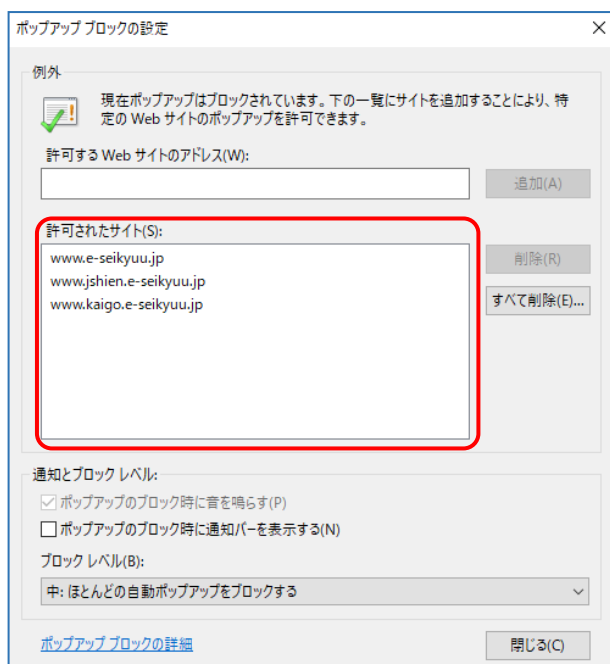 ポップアップ ブロックの設定
例外
現在ポップアップはブロックされています。下の一覧にサイトを追加することにより、特
定の Web サイトのポップアップを許可できます。
許可する Web サイトのアドレス(W):
追加(A)
許可されたサイト(S):
www.e-seikyuu.jp
www.jshien.e-seikyuu.jp
www.kaigo.e-seikyuu.jp
削除(R)
すべて削除(E)...
通知とブロック レベル:
ポップアップのブロック時に音を鳴らす(P)
ポップアップのブロック時に通知バーを表示する(N)
ブロック レベル(B):
中: ほとんどの自動ポップアップをブロックする
ポップアップ ブロックの詳細
閉じる(C)